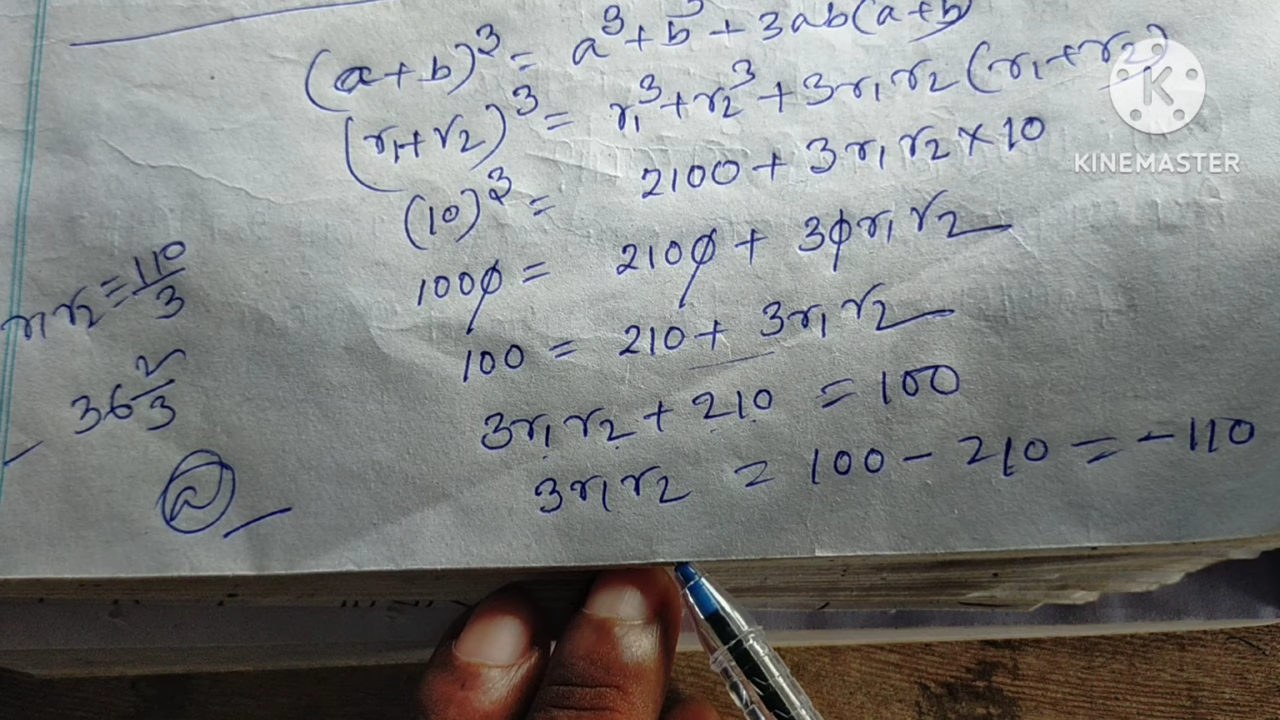 (a+b)³ = a³+b³+3ab(a+b)
(r₁+r₂)³ = r₁³+r₂³+3r₁r₂(r₁+r₂)
(10)³ = 2100+3r₁r₂×10
1000 = 2100 + 30r₁r₂
100 = 210+ 3r₁r₂
3r₁r₂ + 210 = 100
3r₁r₂ = 100 - 210 = -110
r₁r₂ = 110/3
36 2/3
KINEMASTER